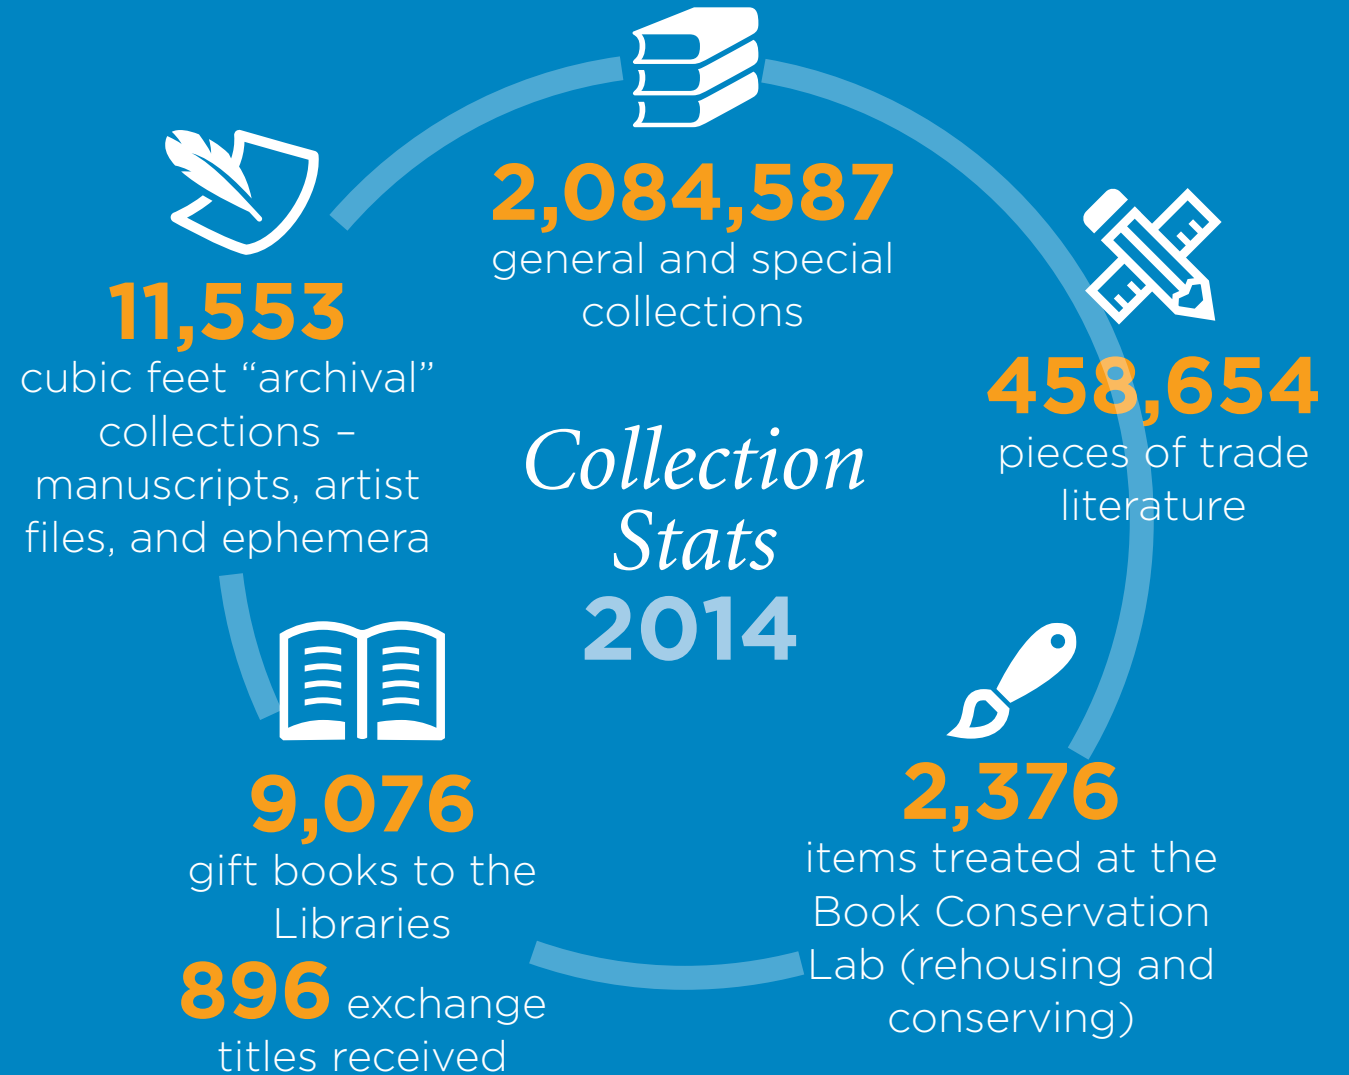 2,084,587
general and special
collections
11,553
cubic feet “archival”
collections –
manuscripts, artist
files, and ephemera
458,654
pieces of trade
literature
Collection
Stats
2014
9,076
gift books to the
Libraries
896 exchange
titles received
2,376
items treated at the
Book Conservation
Lab (rehousing and
conserving)